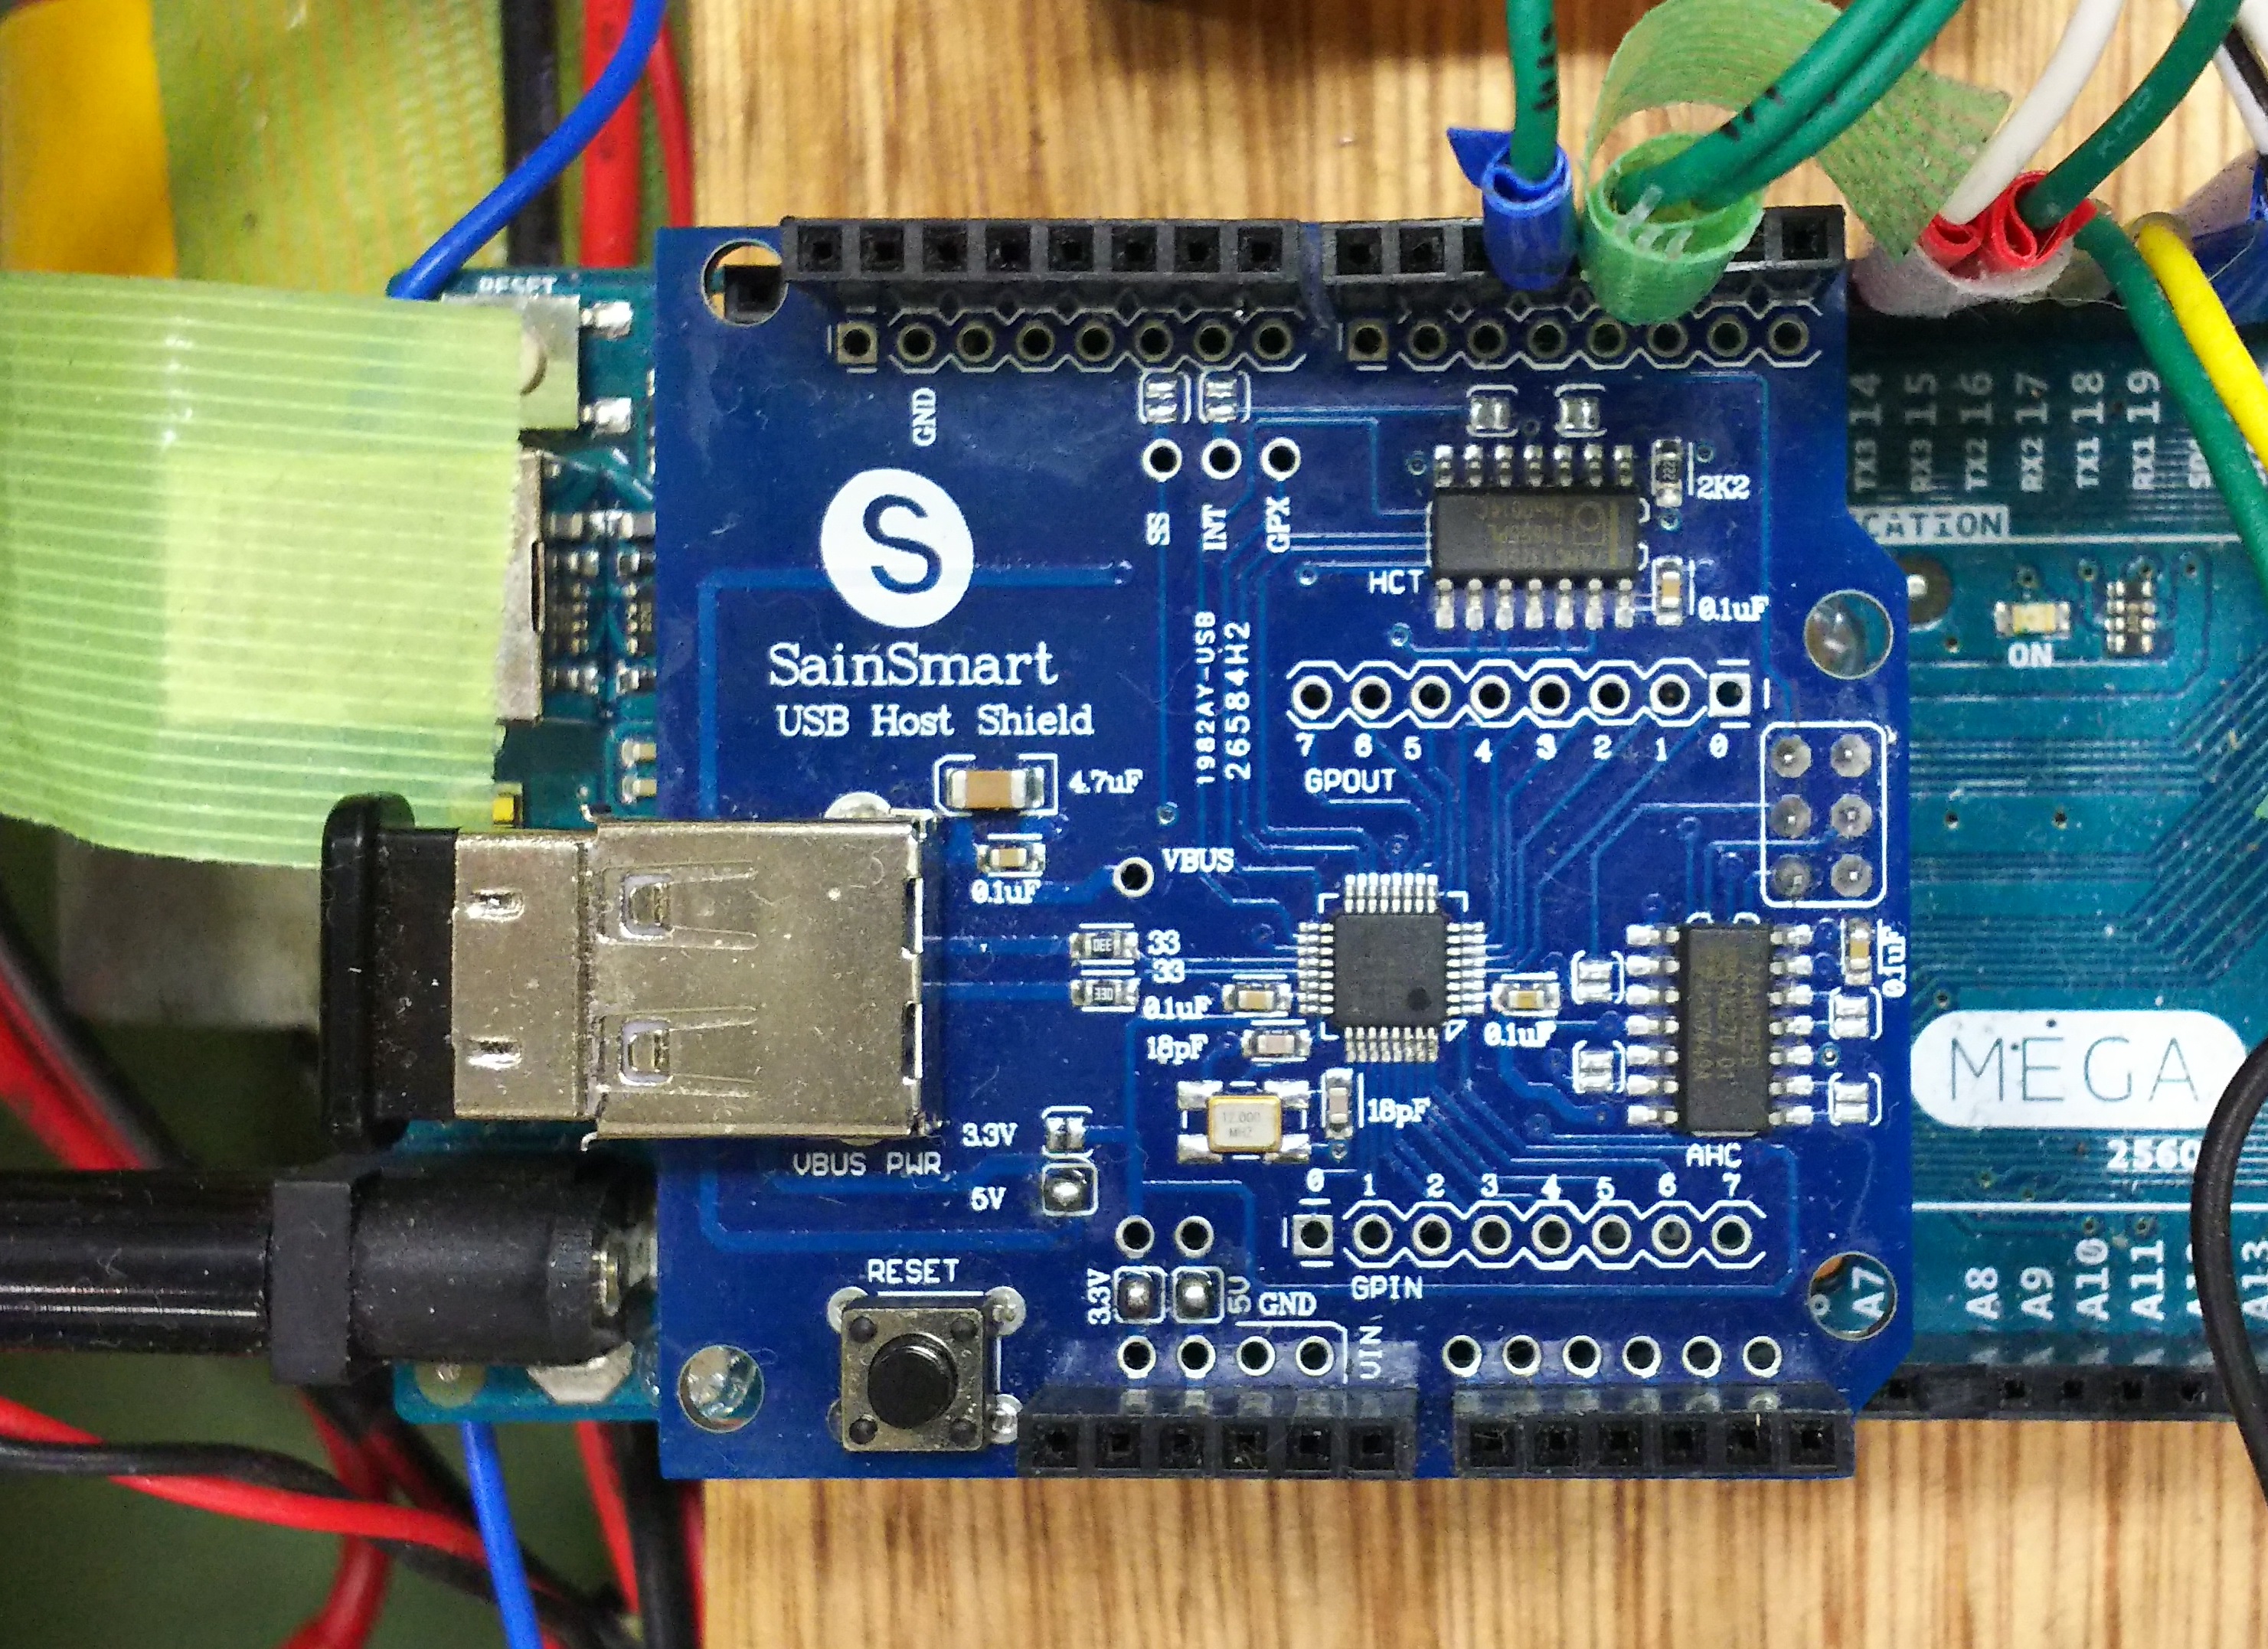 RESET
GND
S
SainSmart
USB Host Shield
SS
INT
GPX
1982AY-USB
26584H2
HCT
2K2
0.1uF
7 6 5 4 3 2 1 0
GPOUT
4.7uF
0.1uF
VBUS
33
33
0.1uF
18pF
0.1uF
0.1uF
12.000
MHZ
18pF
3.3V
VBUS PWR
5V
AHC
0 1 2 3 4 5 6 7
GPIN
RESET
3.3V
5V
GND
VIN
TX3 14
RX3 15
TX2 16
RX2 17
TX1 18
RX1 19
CATION
ON
MEGA
2560
A7
A8
A9
A10
A11
A13